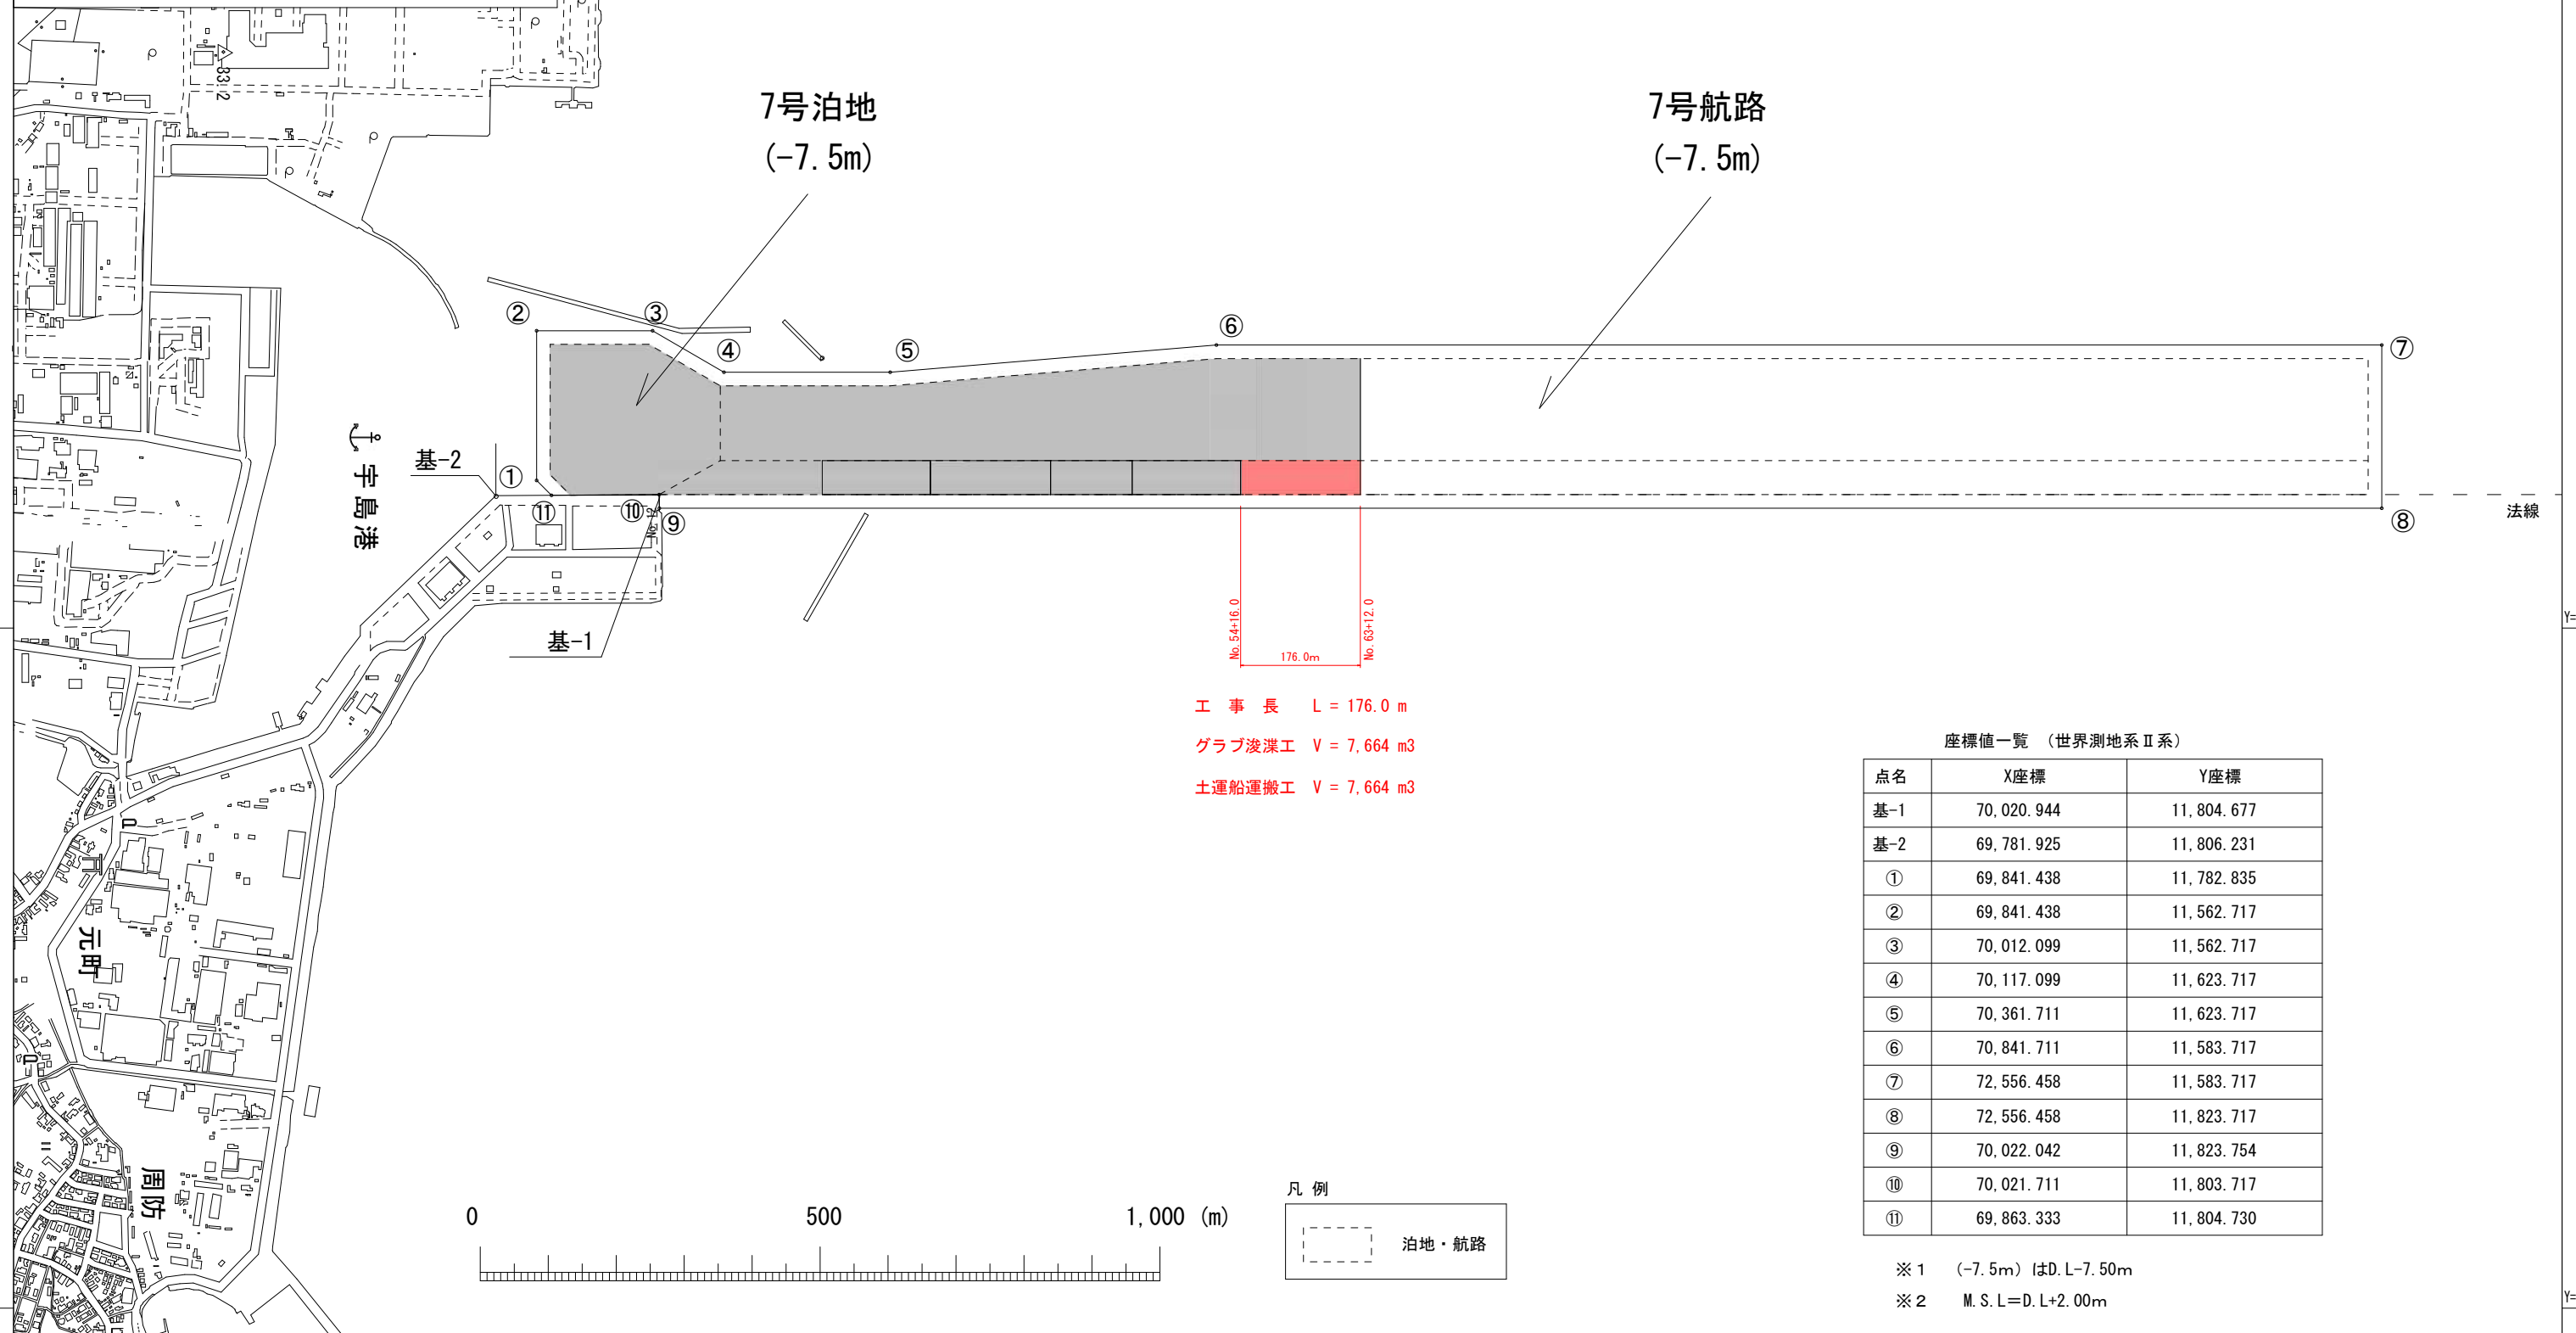 33.2
7号泊地
(-7.5m)
7号航路
(-7.5m)
②
③
④
⑤
⑥
⑦
基-2
①
⑪
⑩
⑨
⑧
法線
宇島港
基-1
No.54+16.0
No.63+12.0
176.0m
工 事 長 L = 176.0 m
グラブ浚渫工 V = 7,664 m3
土運船運搬工 V = 7,664 m3
元町
周防
座標値一覧 (世界測地系Ⅱ系)
点名 X座標 Y座標
基-1 70,020.944 11,804.677
基-2 69,781.925 11,806.231
① 69,841.438 11,782.835
② 69,841.438 11,562.717
③ 70,012.099 11,562.717
④ 70,117.099 11,623.717
⑤ 70,361.711 11,623.717
⑥ 70,841.711 11,583.717
⑦ 72,556.458 11,583.717
⑧ 72,556.458 11,823.717
⑨ 70,022.042 11,823.754
⑩ 70,021.711 11,803.717
⑪ 69,863.333 11,804.730
※1 (-7.5m) はD.L-7.50m
※2 M.S.L=D.L+2.00m
0 500 1,000 (m)
凡 例
泊地・航路
Y=
Y=